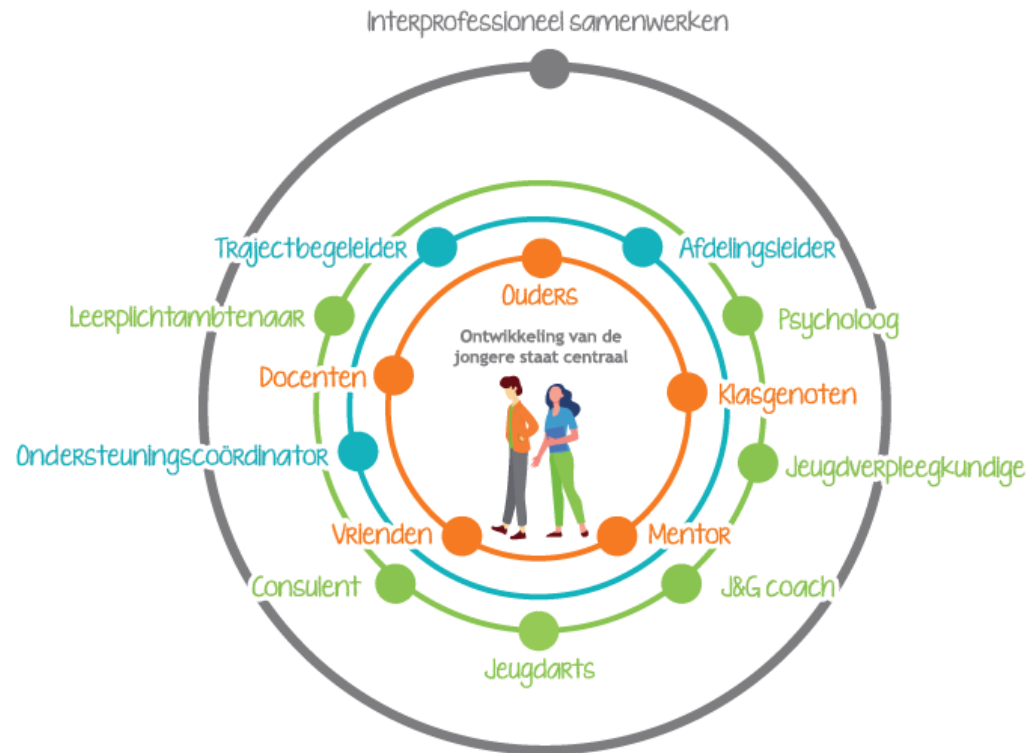 Interprofessioneel samenwerken
Trajectbegeleider
Afdelingsleider
Ouders
Leerplichtambtenaar
Psycholoog
Ontwikkeling van de
jongere staat centraal
Docenten
Klasgenoten
Ondersteuningscoördinator
Jeugdverpleegkundige
Vrienden
Mentor
Consulent
J&G coach
Jeugdarts